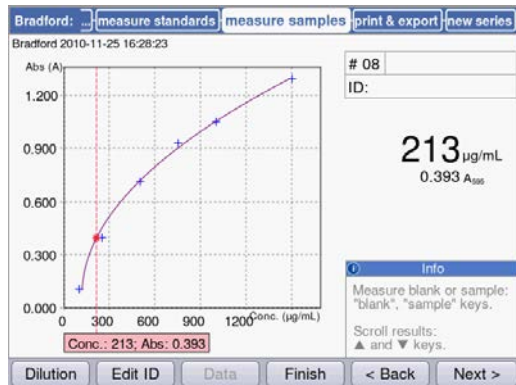 Bradford: ... measure standards measure samples print & export new series
Bradford 2010-11-25 16:28:23
Abs (A)
1.200
0.900
0.600
0.300
0.000
0 300 600 900 1200 Conc. (µg/mL)
Conc.: 213; Abs: 0.393
# 08
ID:
213 µg/mL
0.393 A595
Info
Measure blank or sample:
"blank", "sample" keys.
Scroll results:
▲ and ▼ keys.
Dilution Edit ID Data Finish < Back Next >